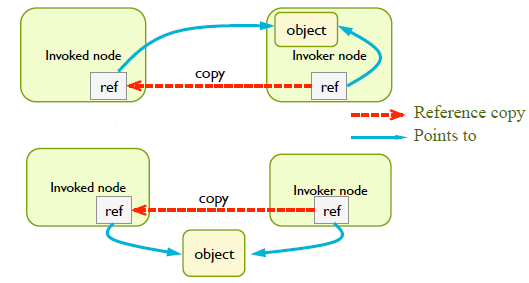 object
Invoked node
Invoker node
copy
ref
ref
Reference copy
Points to
Invoked node
copy
Invoker node
ref
ref
object